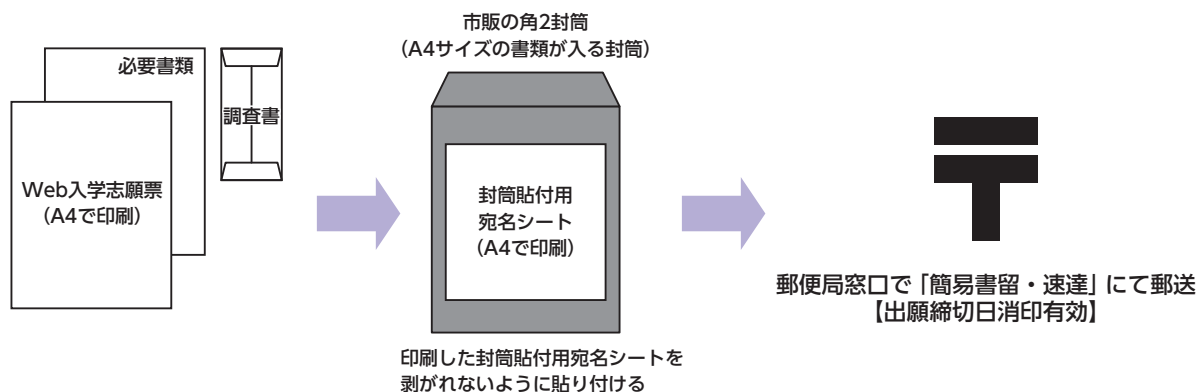 必要書類
調査書
Web入学志願票
（A4で印刷）
市販の角2封筒
（A4サイズの書類が入る封筒）
封筒貼付用
宛名シート
（A4で印刷）
印刷した封筒貼付用宛名シートを
剥がれないように貼り付ける
〒
郵便局窓口で「簡易書留・速達」にて郵送
【出願締切日消印有効】